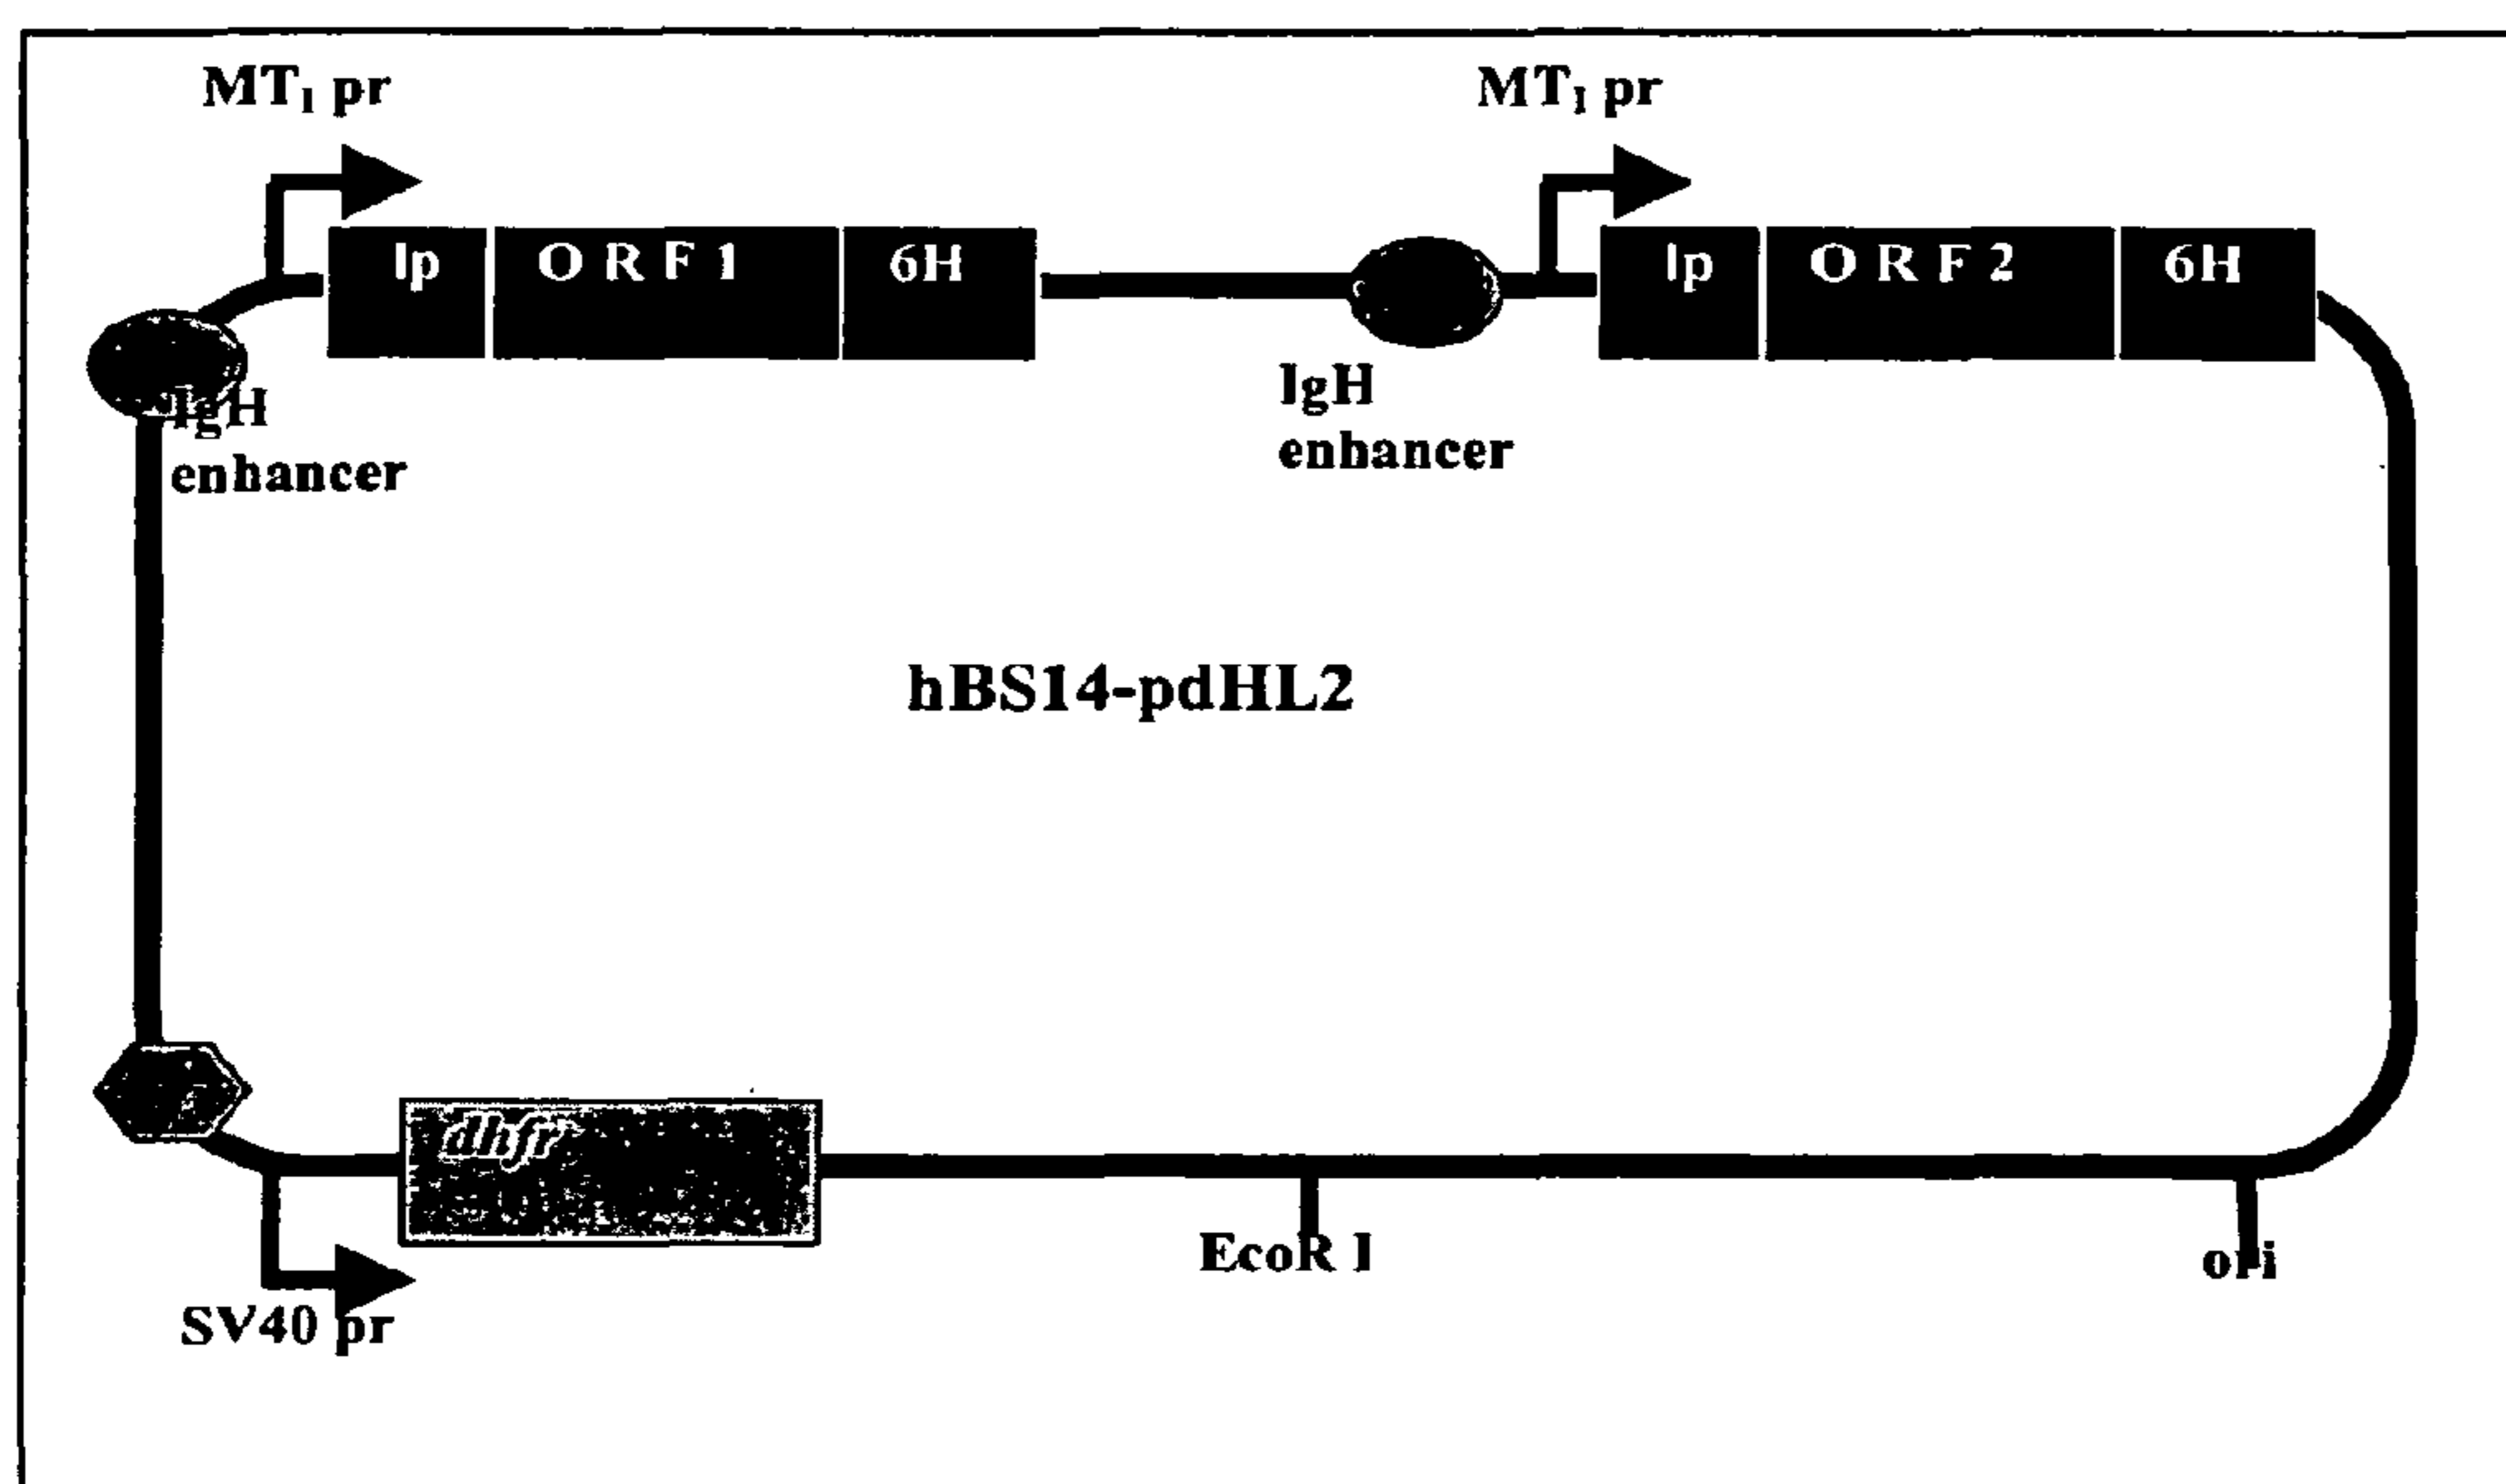 MT₁ pr
MT₁ pr
lp
O R F 1
6H
lp
O R F 2
6H
IgH
enhancer
IgH
enhancer
hBS14-pdHL2
dhfr
EcoR I
ori
SV40 pr